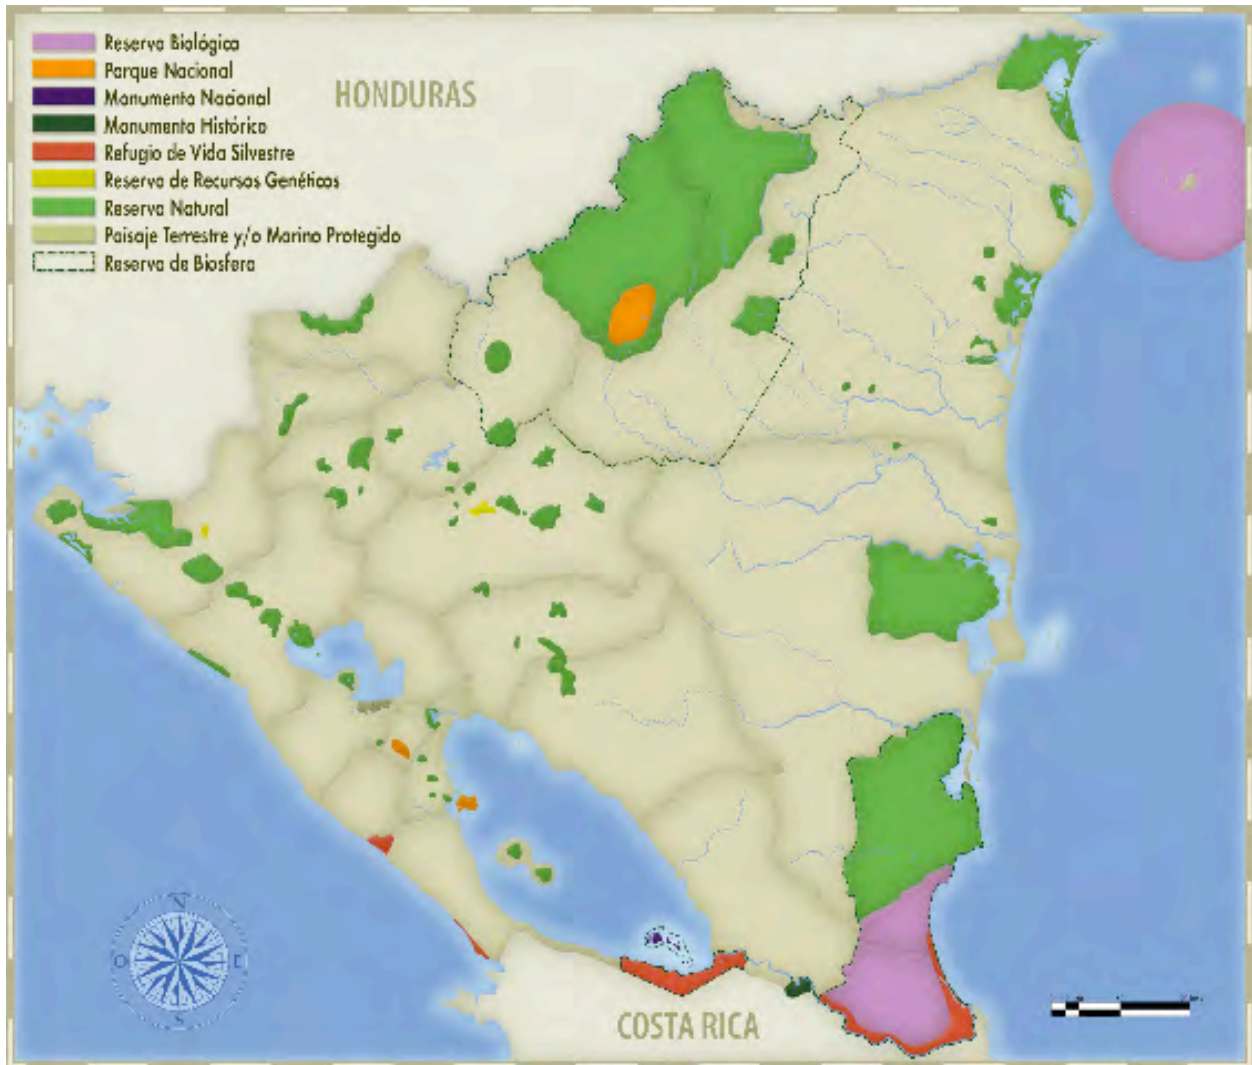 Reserva Biológica
Parque Nacional
Monumento Nacional
Monumento Histórico
Refugio de Vida Silvestre
Reserva de Recursos Genéticos
Reserva Natural
Paisaje Terrestre y/o Marino Protegido
Reserva de Biosfera
HONDURAS
N
O
E
S
COSTA RICA